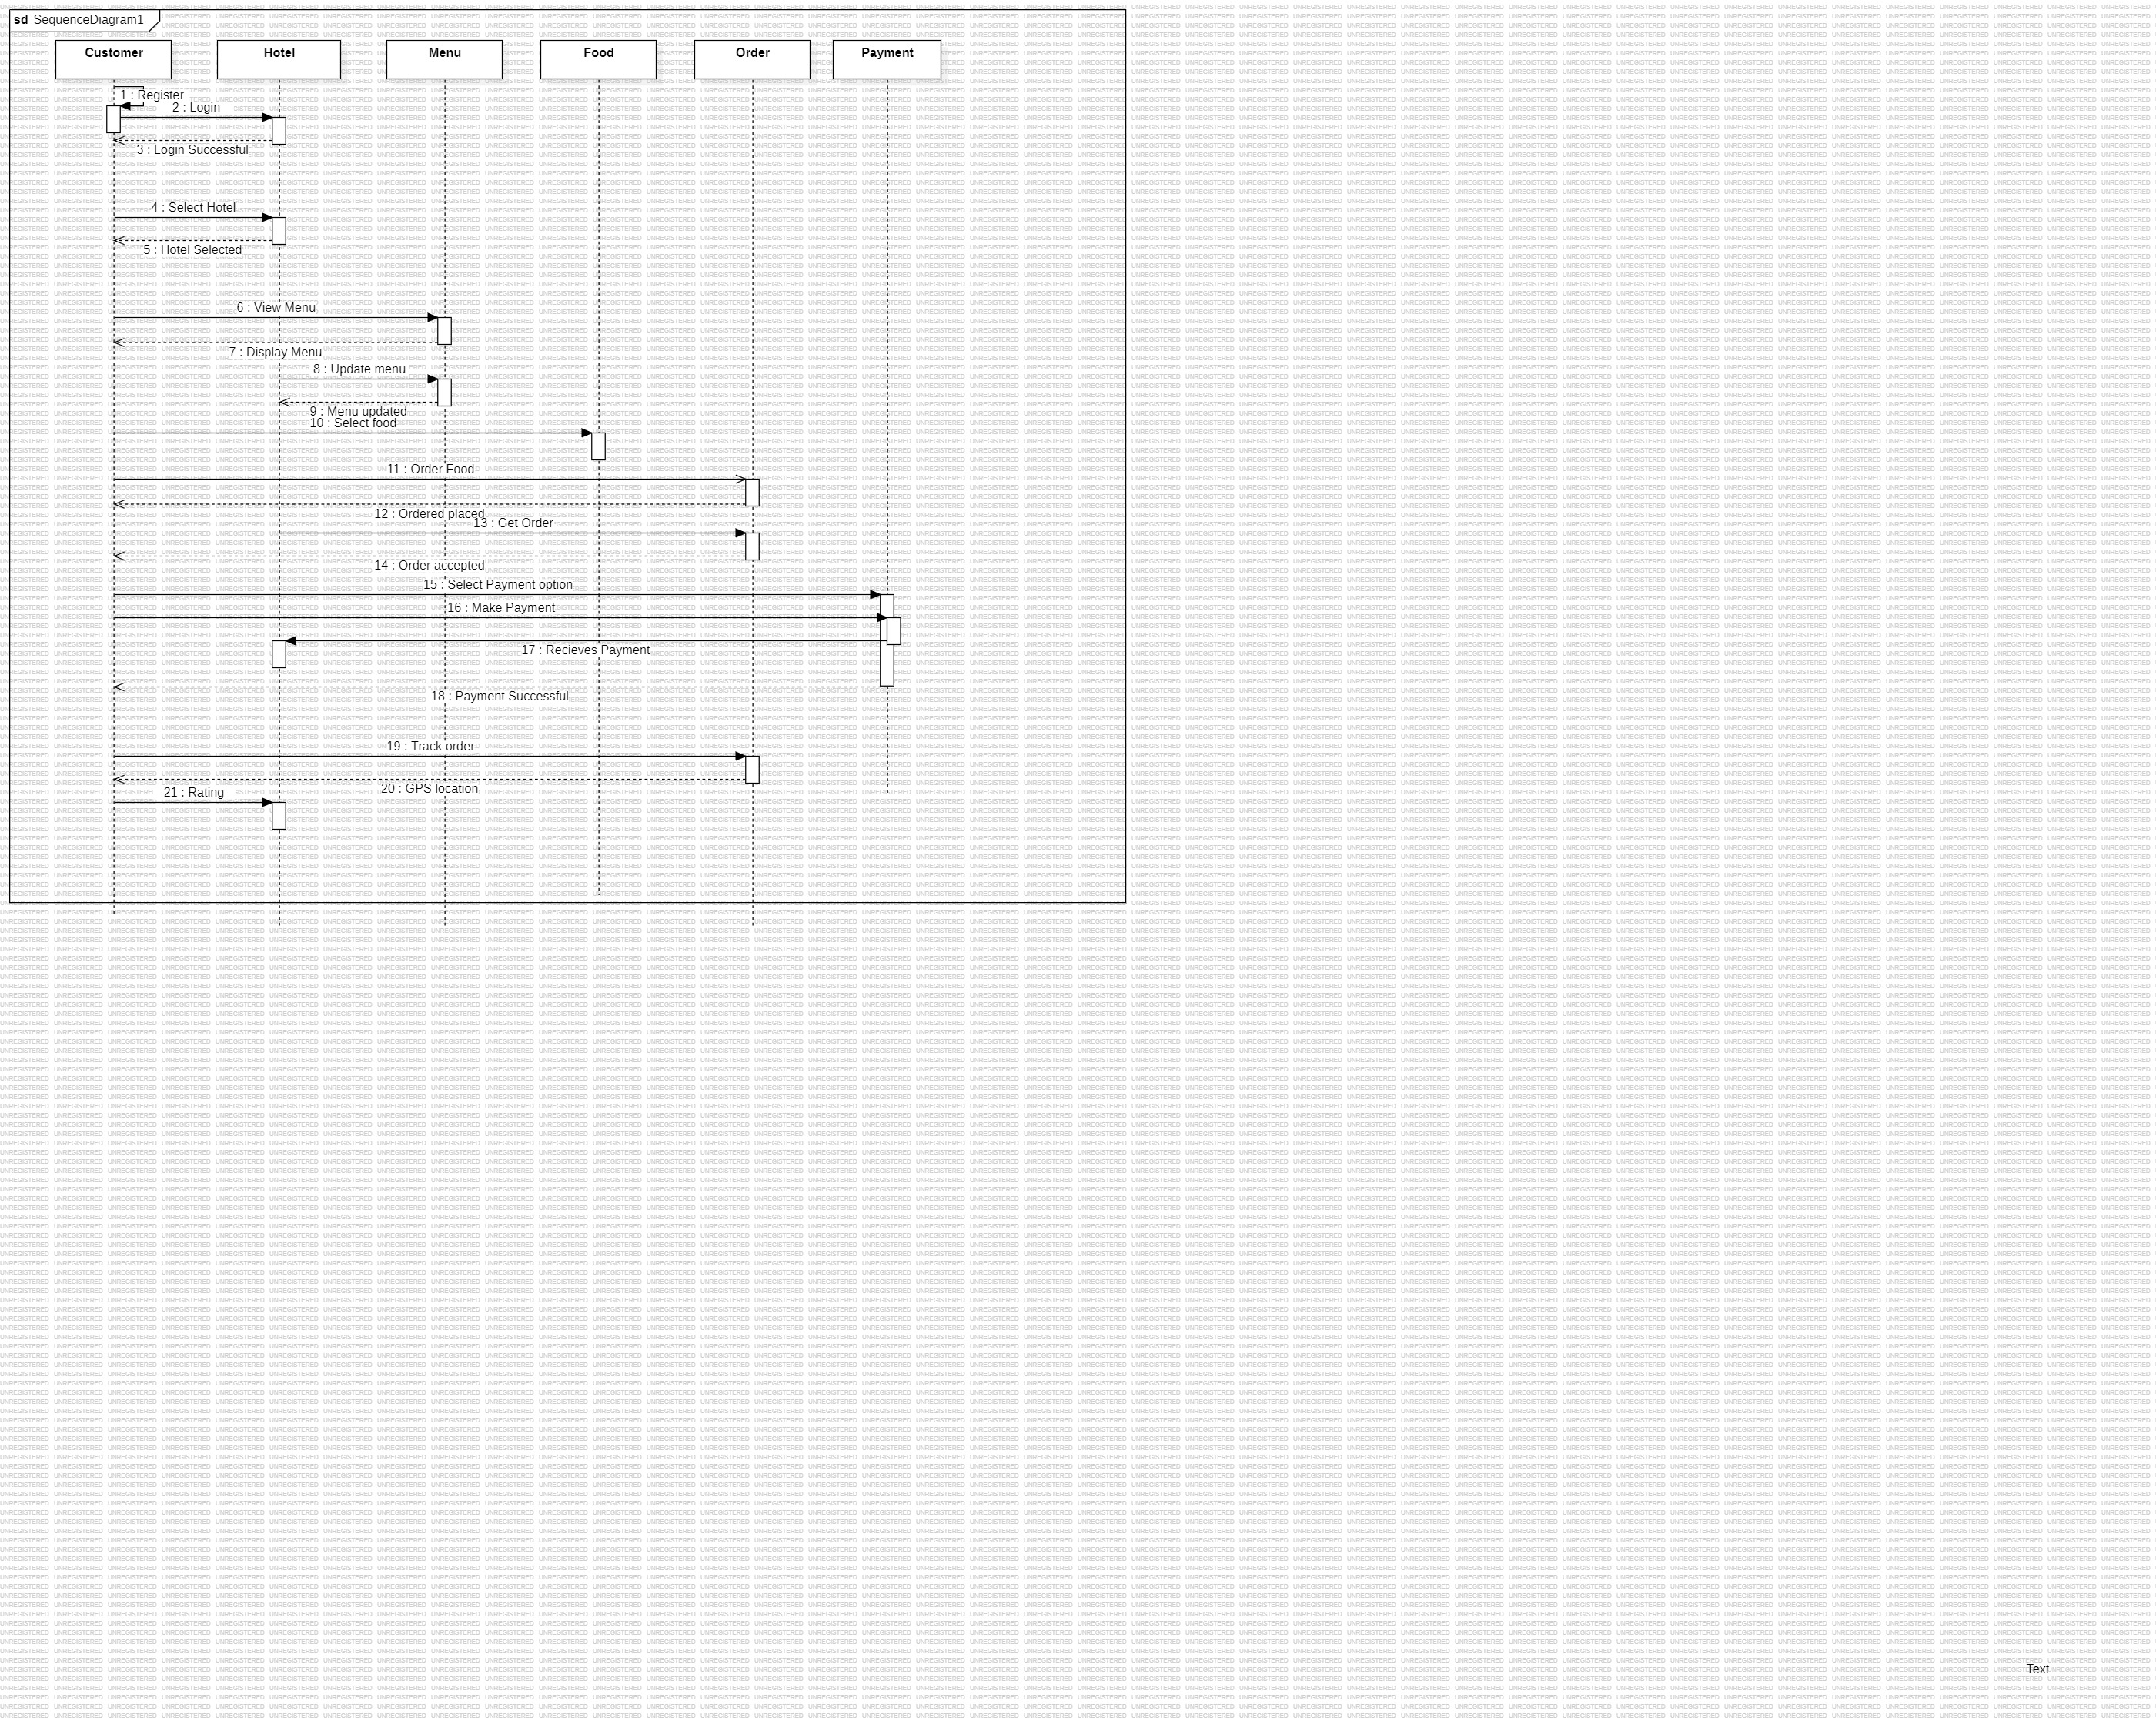 sd SequenceDiagram1
Customer
Hotel
Menu
Food
Order
Payment
1 : Register
2 : Login
3 : Login Successful
4 : Select Hotel
5 : Hotel Selected
6 : View Menu
7 : Display Menu
8 : Update menu
9 : Menu updated
10 : Select food
11 : Order Food
12 : Ordered placed
13 : Get Order
14 : Order accepted
15 : Select Payment option
16 : Make Payment
17 : Recieves Payment
18 : Payment Successful
19 : Track order
20 : GPS location
21 : Rating
Text
UNREGISTERED